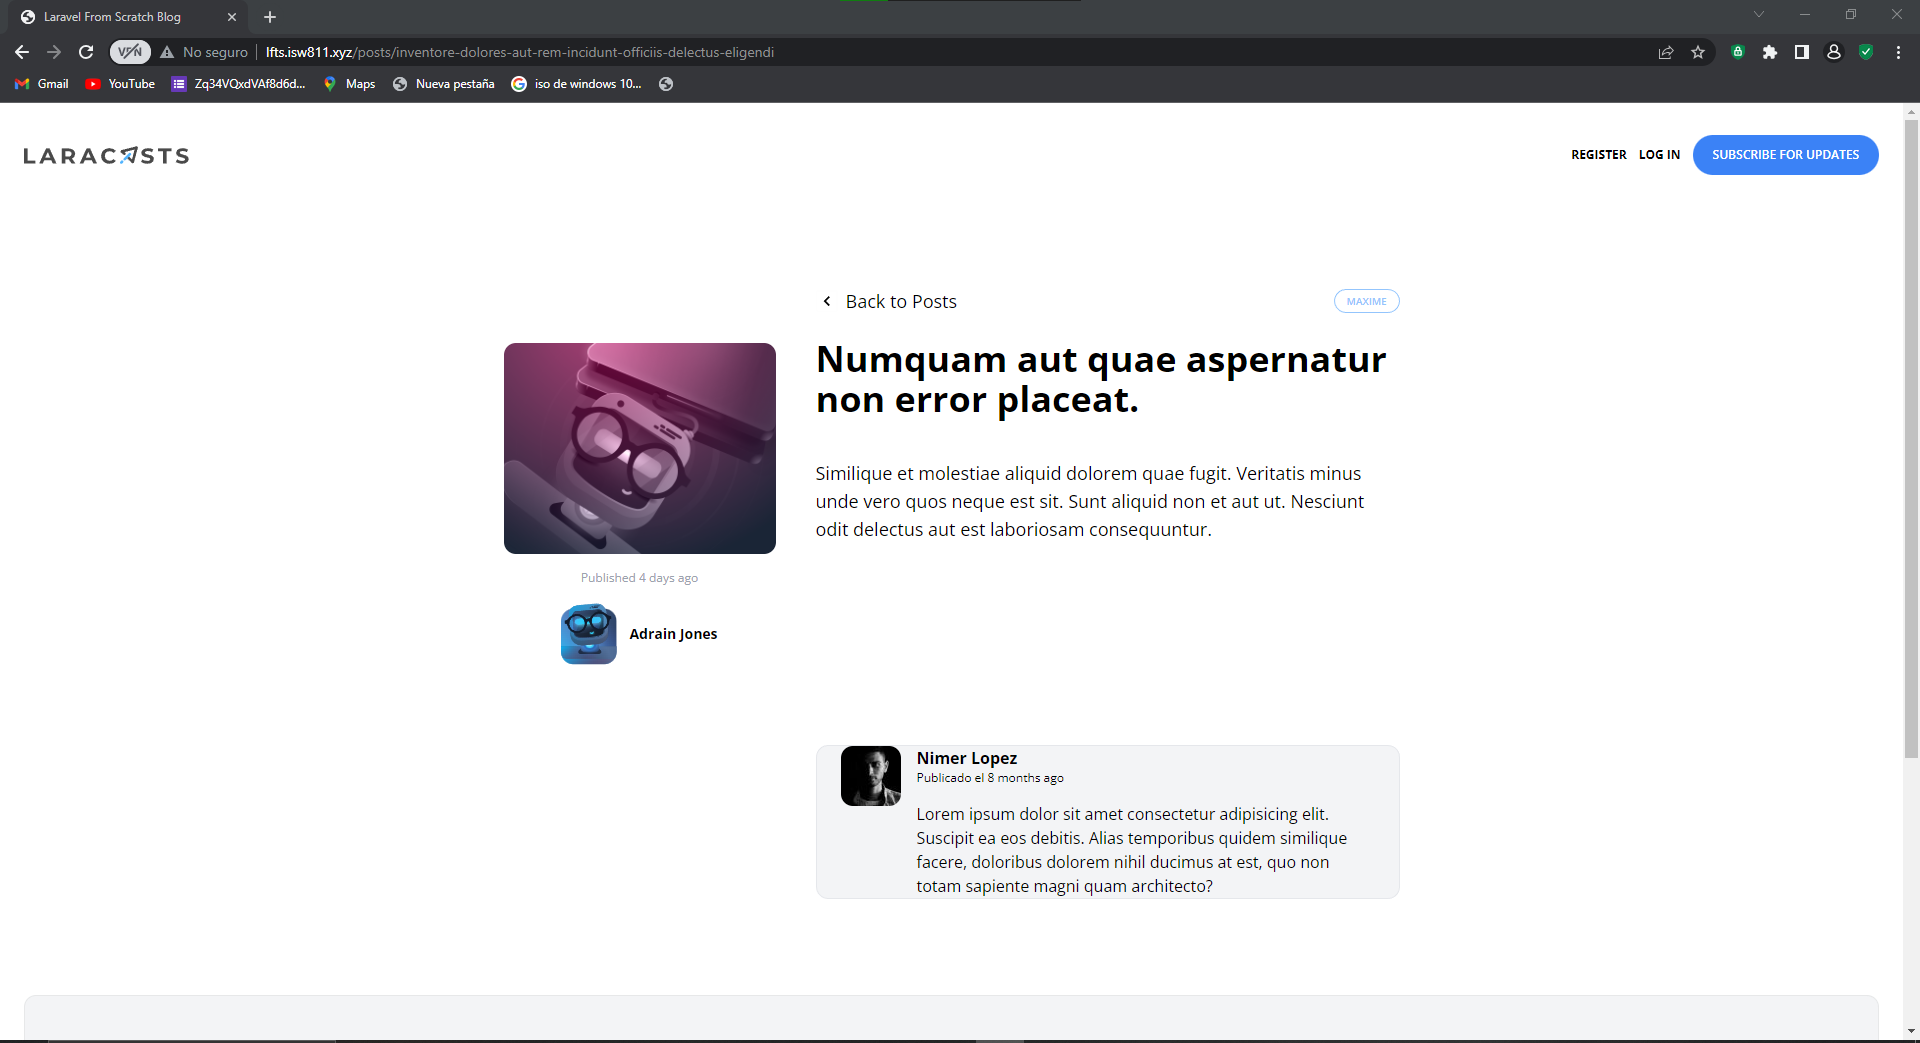 Laravel From Scratch Blog
VPN
No seguro
lfts.isw811.xyz/posts/inventore-dolores-aut-rem-incidunt-officiis-delectus-eligendi
Gmail
YouTube
Zq34VQxdVAf8d6d...
Maps
Nueva pestaña
iso de windows 10...
LARACASTS
REGISTER
LOG IN
SUBSCRIBE FOR UPDATES
Back to Posts
MAXIME
Numquam aut quae aspernatur
non error placeat.
Similique et molestiae aliquid dolorem quae fugit. Veritatis minus
unde vero quos neque est sit. Sunt aliquid non et aut ut. Nesciunt
odit delectus aut est laboriosam consequuntur.
Published 4 days ago
Adrain Jones
Nimer Lopez
Publicado el 8 months ago
Lorem ipsum dolor sit amet consectetur adipisicing elit.
Suscipit ea eos debitis. Alias temporibus quidem similique
facere, doloribus dolorem nihil ducimus at est, quo non
totam sapiente magni quam architecto?